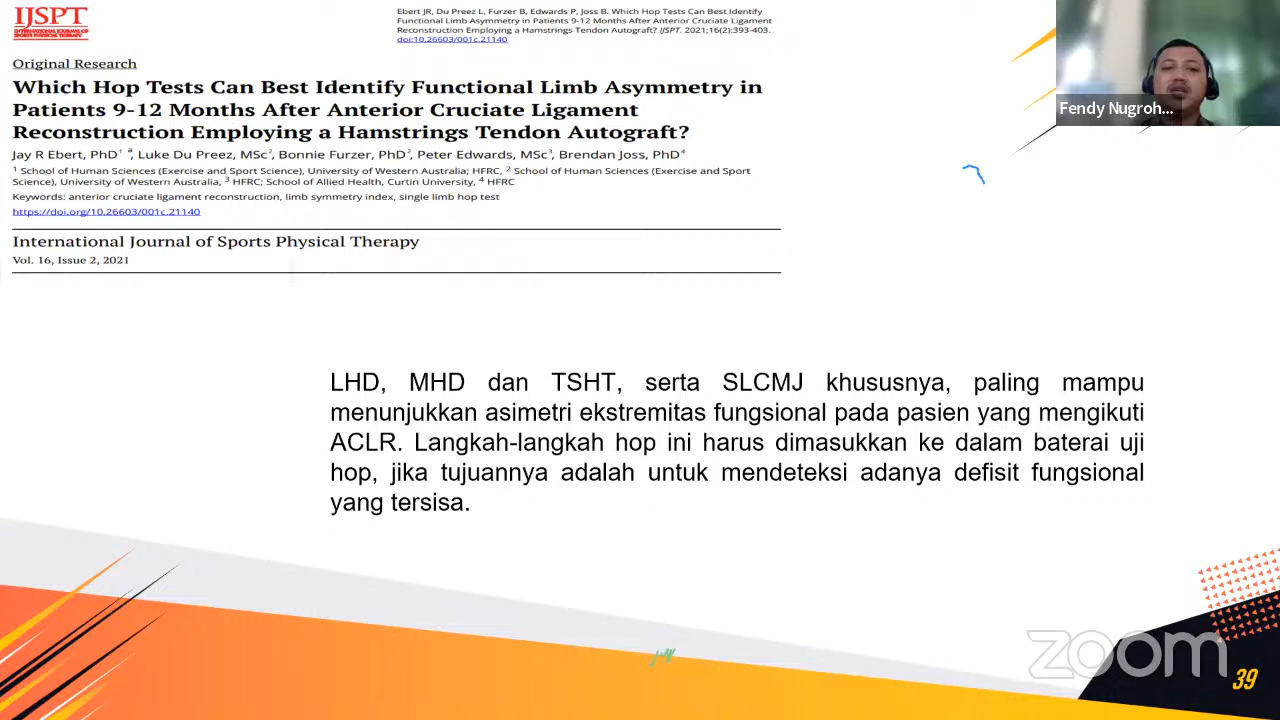 IJSPT
INTERNATIONAL JOURNAL OF
SPORTS PHYSICAL THERAPY
Ebert JR, Du Preez L, Furzer B, Edwards P, Joss B. Which Hop Tests Can Best Identify
Functional Limb Asymmetry in Patients 9-12 Months After Anterior Cruciate Ligament
Reconstruction Employing a Hamstrings Tendon Autograft? IJSPT. 2021;16(2):393-403.
doi:10.26603/001c.21140
Original Research
Which Hop Tests Can Best Identify Functional Limb Asymmetry in
Patients 9-12 Months After Anterior Cruciate Ligament
Reconstruction Employing a Hamstrings Tendon Autograft?
Jay R Ebert, PhD¹ ª, Luke Du Preez, MSc², Bonnie Furzer, PhD², Peter Edwards, MSc³, Brendan Joss, PhD⁴
¹ School of Human Sciences (Exercise and Sport Science), University of Western Australia; HFRC, ² School of Human Sciences (Exercise and Sport
Science), University of Western Australia, ³ HFRC; School of Allied Health, Curtin University, ⁴ HFRC
Keywords: anterior cruciate ligament reconstruction, limb symmetry index, single limb hop test
https://doi.org/10.26603/001c.21140
International Journal of Sports Physical Therapy
Vol. 16, Issue 2, 2021
Fendy Nugroh...
LHD, MHD dan TSHT, serta SLCMJ khususnya, paling mampu
menunjukkan asimetri ekstremitas fungsional pada pasien yang mengikuti
ACLR. Langkah-langkah hop ini harus dimasukkan ke dalam baterai uji
hop, jika tujuannya adalah untuk mendeteksi adanya defisit fungsional
yang tersisa.
zoom
39